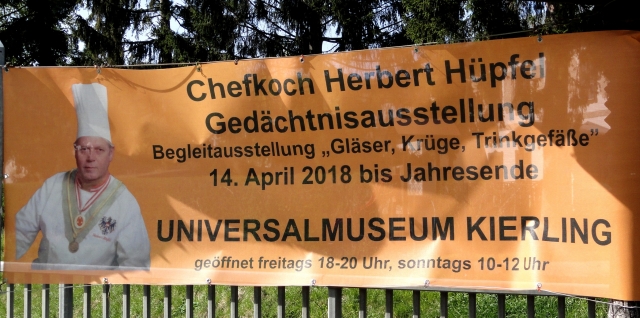 Chefkoch Herbert Hüpfel
Gedächtnisausstellung
Begleitausstellung „Gläser, Krüge, Trinkgefäße“
14. April 2018 bis Jahresende
UNIVERSALMUSEUM KIERLING
geöffnet freitags 18-20 Uhr, sonntags 10-12 Uhr